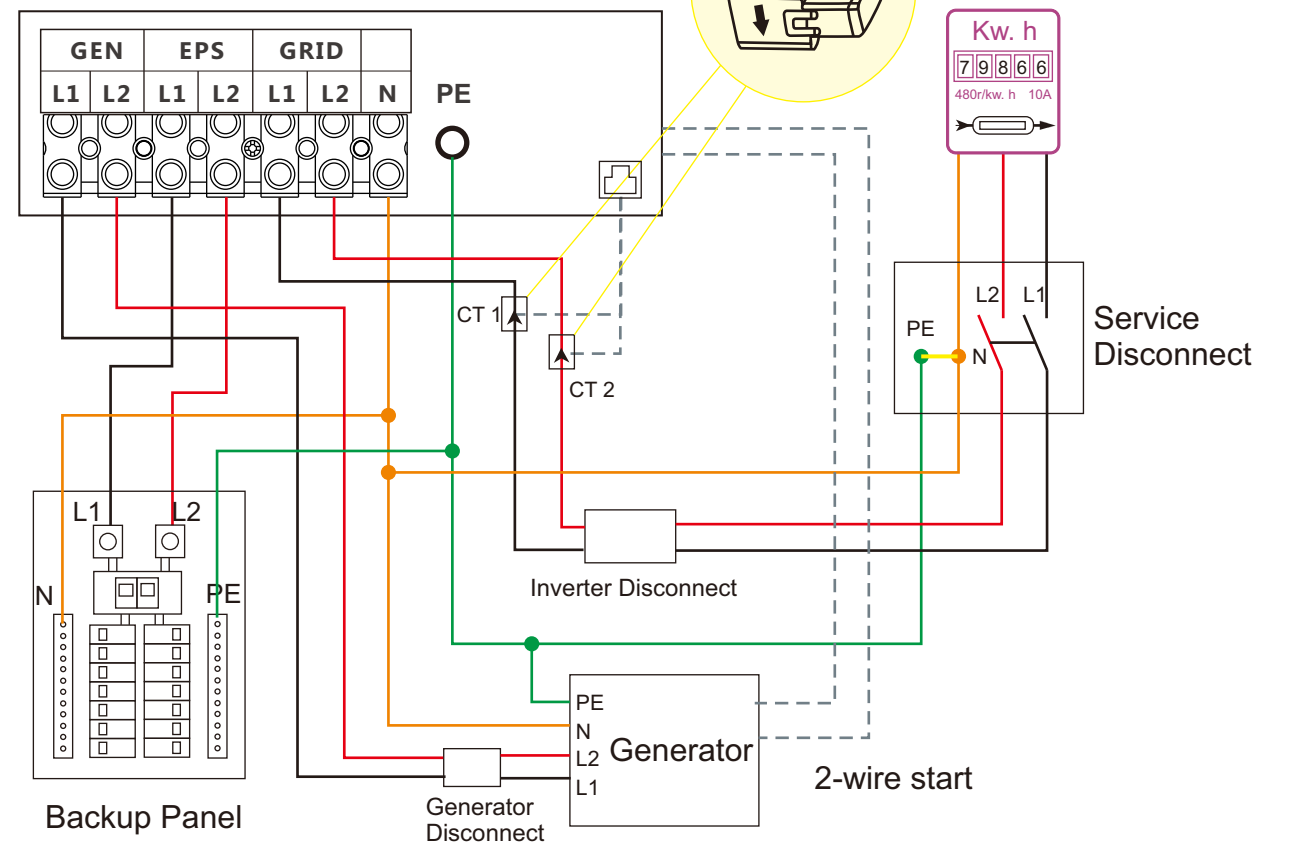 GEN EPS GRID
L1 L2 L1 L2 L1 L2 N
PE
Kw. h
79866
480r/kw. h 10A
CT 1
CT 2
L2 L1
PE
N
Service
Disconnect
L1 L2
N PE
Inverter Disconnect
PE
N
L2
L1
Generator
2-wire start
Generator
Disconnect
Backup Panel